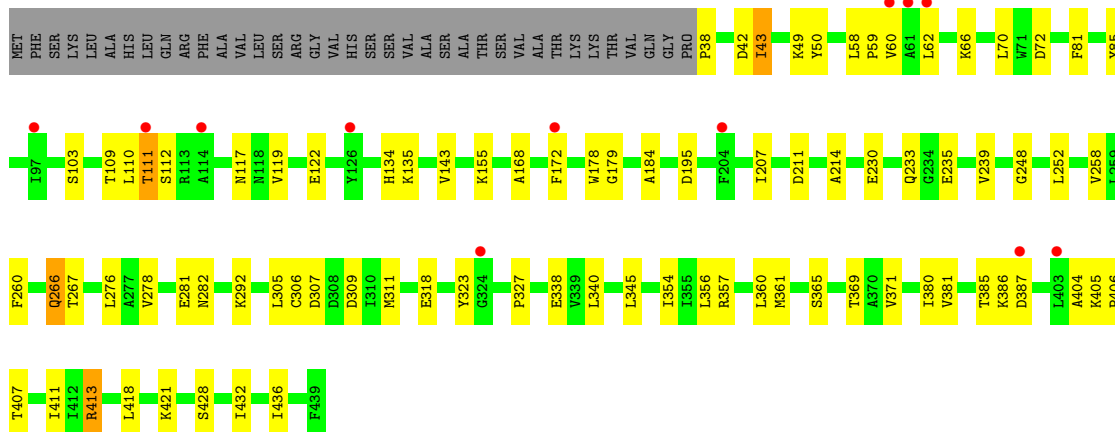 MET PHE SER LYS LEU ALA HIS LEU GLN ARG PHE ALA VAL LEU SER ARG GLY VAL HIS SER SER VAL ALA SER ALA THR SER VAL ALA THR LYS LYS THR VAL GLN GLY PRO P38 D42 I43 K49 Y50 L58 P59 V60 A61 L62 K66 L70 W71 D72 F81 Y85
I97 S103 T109 L110 T111 S112 R113 A114 N117 N118 V119 E122 Y126 H134 K135 V143 K155 A168 F172 W178 G179 A184 D195 F204 I207 D211 A214 E230 Q233 G234 E235 V239 G248 L252 V258 L259
F260 Q266 T267 L276 A277 V278 E281 N282 K292 L305 C306 D307 D308 D309 I310 M311 E318 Y323 G324 P327 E338 V339 L340 L345 I354 I355 L356 R357 L360 M361 S365 T369 A370 V371 I380 V381 T385 K386 D387 L403 A404 K405 P406
T407 I411 I412 R413 L418 K421 S428 I432 I436 F439